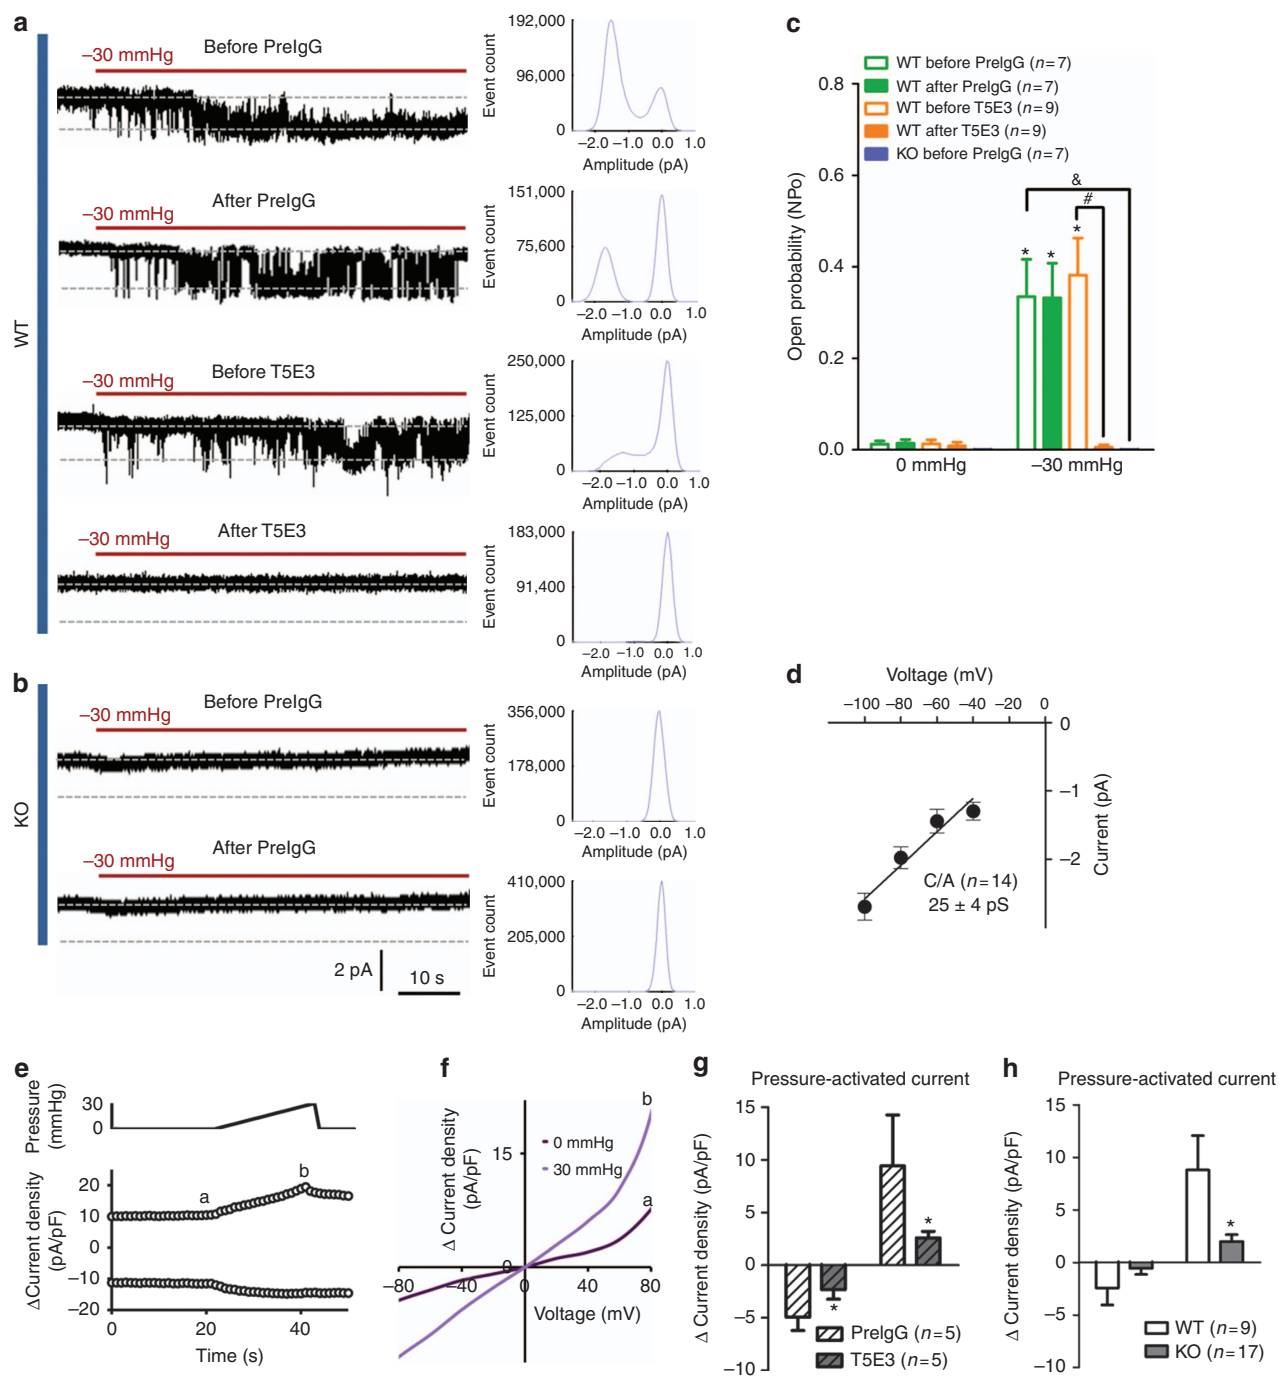 a
WT
–30 mmHg
Before PreIgG
Event count
192,000
96,000
0
–2.0 –1.0 0.0 1.0
Amplitude (pA)
–30 mmHg
After PreIgG
Event count
151,000
75,600
0
–2.0 –1.0 0.0 1.0
Amplitude (pA)
–30 mmHg
Before T5E3
Event count
250,000
125,000
0
–2.0 –1.0 0.0 1.0
Amplitude (pA)
–30 mmHg
After T5E3
Event count
183,000
91,400
0
–2.0 –1.0 0.0 1.0
Amplitude (pA)
b
KO
–30 mmHg
Before PreIgG
Event count
356,000
178,000
0
–2.0 –1.0 0.0 1.0
Amplitude (pA)
–30 mmHg
After PreIgG
Event count
410,000
205,000
0
–2.0 –1.0 0.0 1.0
Amplitude (pA)
2 pA
10 s
c
WT before PreIgG (n=7)
WT after PreIgG (n=7)
WT before T5E3 (n=9)
WT after T5E3 (n=9)
KO before PreIgG (n=7)
Open probability (NPo)
0.8
0.6
0.4
0.2
0.0
&
#
* * *
0 mmHg –30 mmHg
d
Voltage (mV)
–100 –80 –60 –40 –20 0
0
–1
–2
Current (pA)
C/A (n=14)
25 ± 4 pS
e
Pressure (mmHg)
30
0
ΔCurrent density (pA/pF)
20
10
0
–10
–20
a
b
0 20 40
Time (s)
f
Δ Current density (pA/pF)
15
0
0 mmHg
30 mmHg
b
a
–80 –40 0 40 80
Voltage (mV)
g
Pressure-activated current
Δ Current density (pA/pF)
15
10
5
0
–5
–10
*
*
PreIgG (n=5)
T5E3 (n=5)
h
Pressure-activated current
Δ Current density (pA/pF)
15
10
5
0
–5
–10
*
WT (n=9)
KO (n=17)